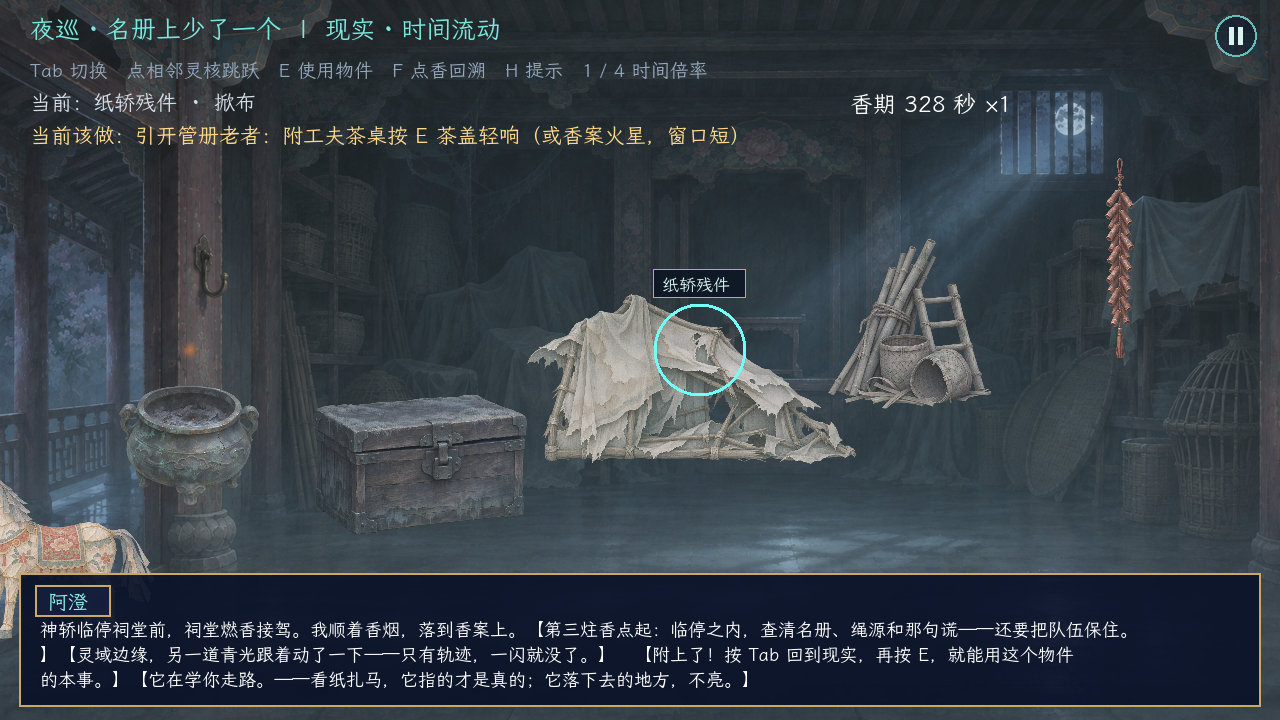 夜巡·名册上少了一个 | 现实·时间流动
Tab 切换 点相邻灵核跳跃 E 使用物件 F 点香回溯 H 提示 1 / 4 时间倍率
当前: 纸轿残件 · 掀布
香期 328 秒 ×1
当前该做: 引开管册老者: 附工夫茶桌按 E 茶盖轻响 (或香案火星, 窗口短)
纸轿残件
阿澄
神轿临停祠堂前, 祠堂燃香接驾。我顺着香烟, 落到香案上。【第三炷香点起: 临停之内, 查清名册、绳源和那句谎——还要把队伍保住。
】【灵域边缘, 另一道青光跟着动了一下——只有轨迹, 一闪就没了。】 【附上了! 按 Tab 回到现实, 再按 E, 就能用这个物件
的本事。】【它在学你走路。——看纸扎马, 它指的才是真的; 它落下去的地方, 不亮。】